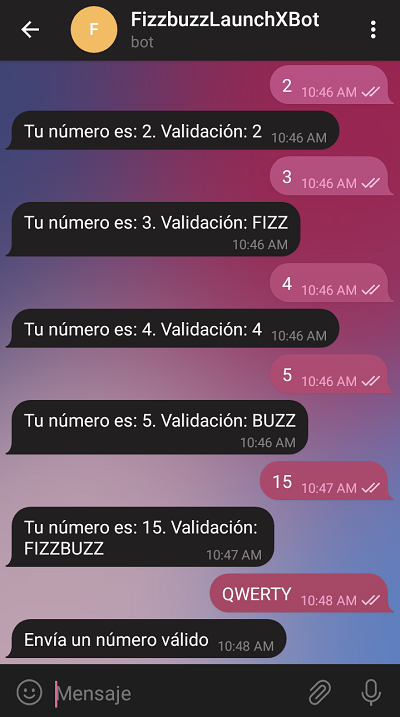 F
FizzbuzzLaunchXBot
bot
2 10:46 AM
Tu número es: 2. Validación: 2 10:46 AM
3 10:46 AM
Tu número es: 3. Validación: FIZZ
10:46 AM
4 10:46 AM
Tu número es: 4. Validación: 4 10:46 AM
5 10:46 AM
Tu número es: 5. Validación: BUZZ
10:46 AM
15 10:47 AM
Tu número es: 15. Validación:
FIZZBUZZ 10:47 AM
QWERTY 10:48 AM
Envía un número válido 10:48 AM
Mensaje